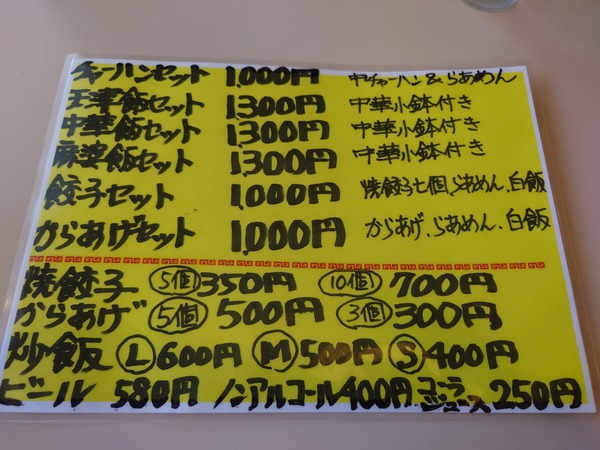 チャーハンセット 1,000円 中チャーハン&らあめん
天津飯セット 1,300円 中華小鉢付き
中華飯セット 1,300円 中華小鉢付き
麻婆飯セット 1,300円 中華小鉢付き
餃子セット 1,000円 焼餃子七個、らあめん、白飯
からあげセット 1,000円 からあげ、らあめん、白飯
焼餃子 5個 350円 10個 700円
からあげ 5個 500円 3個 300円
炒飯 L 600円 M 500円 S 400円
ビール 580円 ノンアルコール 400円 コーラ ジュース 250円